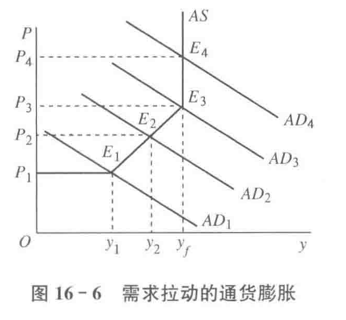 P
AS
P₄
E₄
P₃
E₃
AD₄
P₂
E₂
AD₃
P₁
E₁
AD₂
AD₁
O
y₁
y₂
y_f
y
图 16-6 需求拉动的通货膨胀